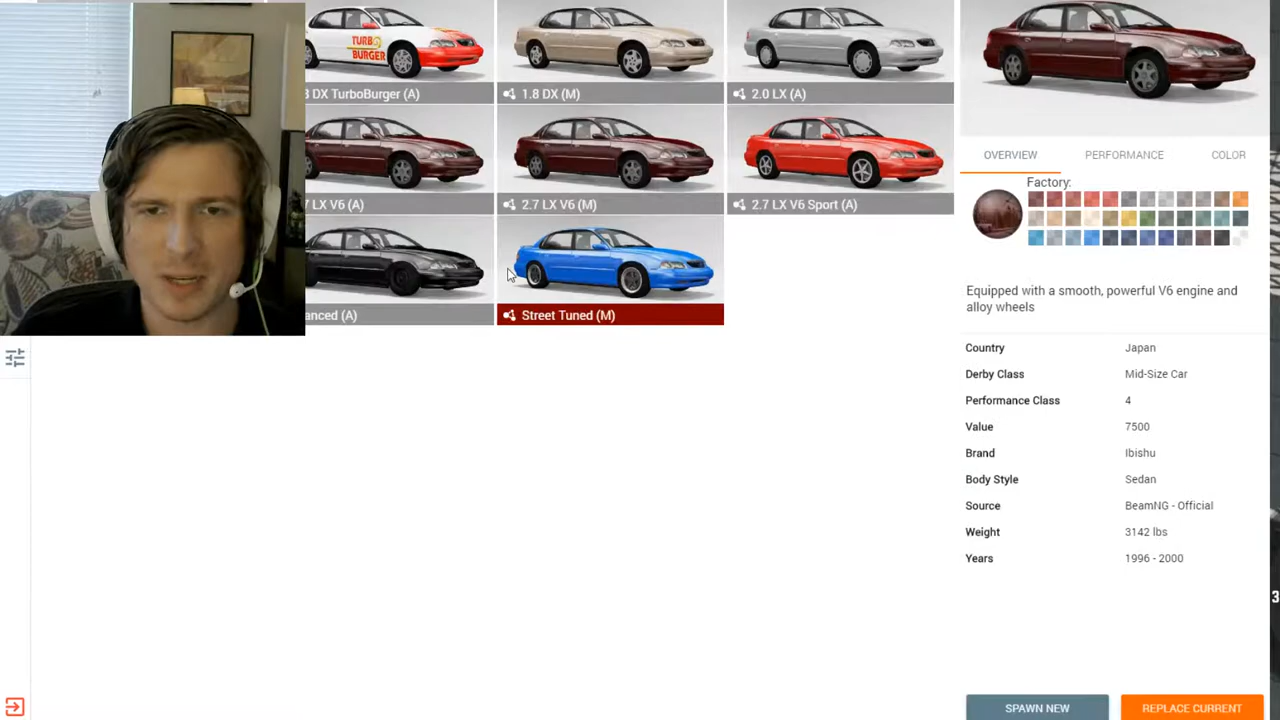 TURBO
BURGER
3 DX TurboBurger (A)
1.8 DX (M)
2.0 LX (A)
7 LX V6 (A)
2.7 LX V6 (M)
2.7 LX V6 Sport (A)
anced (A)
Street Tuned (M)
OVERVIEW
PERFORMANCE
COLOR
Factory:
Equipped with a smooth, powerful V6 engine and
alloy wheels
Country Japan
Derby Class Mid-Size Car
Performance Class 4
Value 7500
Brand Ibishu
Body Style Sedan
Source BeamNG - Official
Weight 3142 lbs
Years 1996 - 2000
3
SPAWN NEW
REPLACE CURRENT